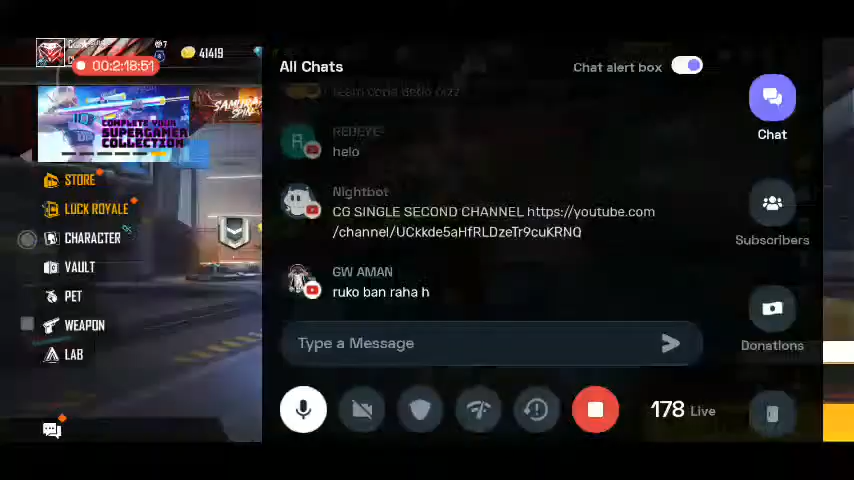 41419
00:2:18:51
COMPLETE YOUR
SUPERGAMER
COLLECTION
SAMURAI
SPIN
STORE
LUCK ROYALE
CHARACTER
VAULT
PET
WEAPON
LAB
All Chats
Chat alert box
REDEYE
helo
Nightbot
CG SINGLE SECOND CHANNEL https://youtube.com
/channel/UCkkde5aHfRLDzeTr9cuKRNQ
GW AMAN
ruko ban raha h
Type a Message
178 Live
Chat
Subscribers
Donations